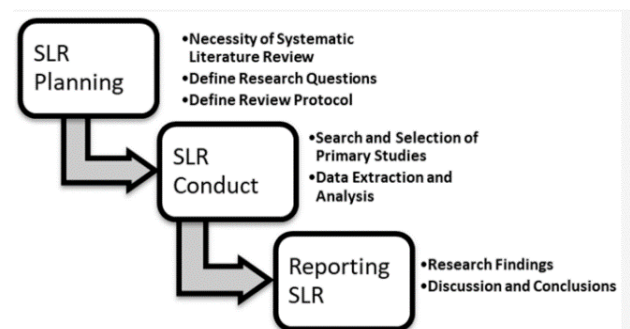 SLR
Planning
•Necessity of Systematic
Literature Review
•Define Research Questions
•Define Review Protocol
SLR
Conduct
•Search and Selection of
Primary Studies
•Data Extraction and
Analysis
Reporting
SLR
•Research Findings
•Discussion and Conclusions